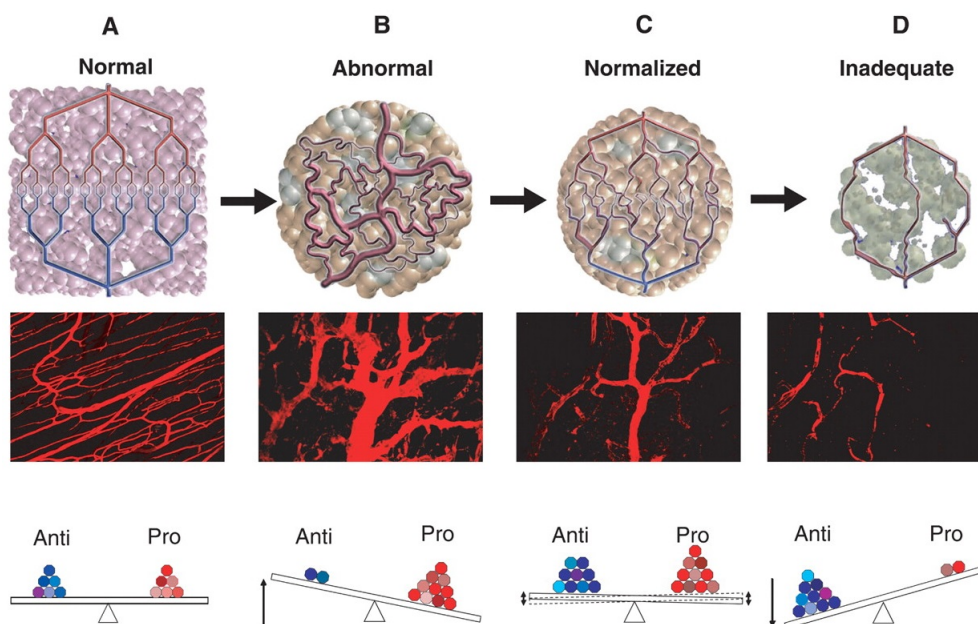 A B C D
Normal Abnormal Normalized Inadequate
Anti Pro Anti Pro Anti Pro Anti Pro